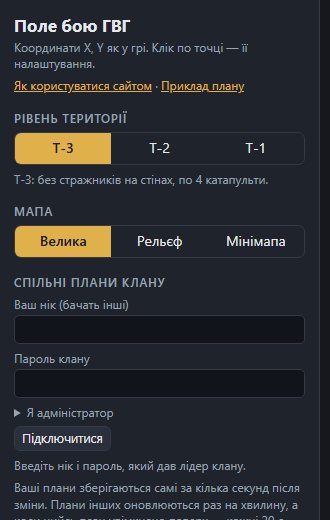 Поле бою ГВГ
Координати X, Y як у грі. Клік по точці — її
налаштування.
Як користуватися сайтом · Приклад плану
РІВЕНЬ ТЕРИТОРІЇ
Т-3 Т-2 Т-1
Т-3: без стражників на стінах, по 4 катапульти.
МАПА
Велика Рельєф Мінімапа
СПІЛЬНІ ПЛАНИ КЛАНУ
Ваш нік (бачать інші)
Пароль клану
Я адміністратор
Підключитися
Введіть нік і пароль, який дав лідер клану.
Ваші плани зберігаються самі за кілька секунд після
зміни. Плани інших оновлюються раз на хвилину, а